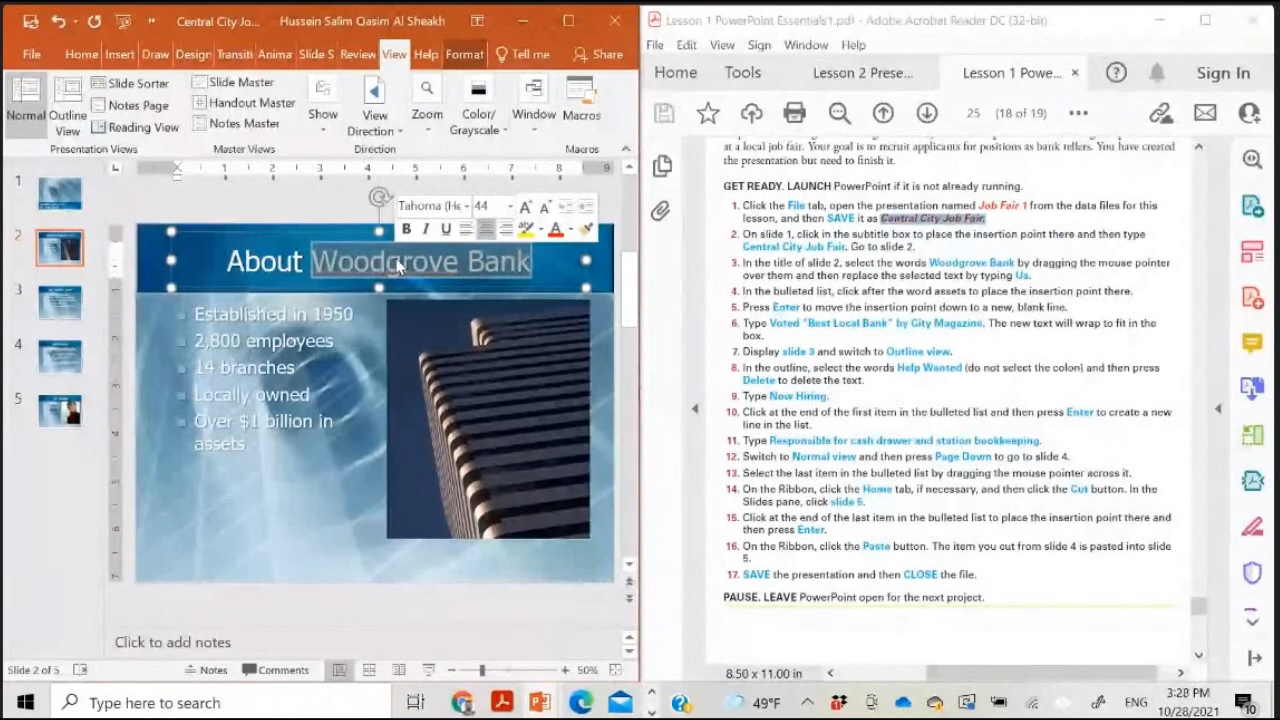 Central City Jo...
Hussein Salim Qasim Al Sheakh
File Home Insert Draw Design Transiti Anima Slide S Review View Help Format Tell me Share
Normal
Outline View
Slide Sorter
Notes Page
Reading View
Presentation Views
Slide Master
Handout Master
Notes Master
Master Views
Show
View Direction
Direction
Zoom
Color/ Grayscale
Window
Macros
Macros
1 2 3 4 5 6 7 8 9
Tahoma (He 44
B I U
1
2
3
4
5
About Woodgrove Bank
Established in 1950
2,800 employees
14 branches
Locally owned
Over $1 billion in
assets
Click to add notes
Slide 2 of 5
Notes
Comments
50%
Lesson 1 PowerPoint Essentials1.pdf - Adobe Acrobat Reader DC (32-bit)
File Edit View Sign Window Help
Home Tools Lesson 2 Prese... Lesson 1 Powe... × Sign In
25 (18 of 19)
at a local job fair. Your goal is to recruit applicants for positions as bank tellers. You have created
the presentation but need to finish it.
GET READY. LAUNCH PowerPoint if it is not already running.
1. Click the File tab, open the presentation named Job Fair 1 from the data files for this
lesson, and then SAVE it as Central City Job Fair.
2. On slide 1, click in the subtitle box to place the insertion point there and then type
Central City Job Fair. Go to slide 2.
3. In the title of slide 2, select the words Woodgrove Bank by dragging the mouse pointer
over them and then replace the selected text by typing Us.
4. In the bulleted list, click after the word assets to place the insertion point there.
5. Press Enter to move the insertion point down to a new, blank line.
6. Type Voted "Best Local Bank" by City Magazine. The new text will wrap to fit in the
box.
7. Display slide 3 and switch to Outline view.
8. In the outline, select the words Help Wanted (do not select the colon) and then press
Delete to delete the text.
9. Type Now Hiring.
10. Click at the end of the first item in the bulleted list and then press Enter to create a new
line in the list.
11. Type Responsible for cash drawer and station bookkeeping.
12. Switch to Normal view and then press Page Down to go to slide 4.
13. Select the last item in the bulleted list by dragging the mouse pointer across it.
14. On the Ribbon, click the Home tab, if necessary, and then click the Cut button. In the
Slides pane, click slide 5.
15. Click at the end of the last item in the bulleted list to place the insertion point there and
then press Enter.
16. On the Ribbon, click the Paste button. The item you cut from slide 4 is pasted into slide
5.
17. SAVE the presentation and then CLOSE the file.
PAUSE. LEAVE PowerPoint open for the next project.
8.50 x 11.00 in
Type here to search
49°F
ENG
3:28 PM
10/28/2021
10